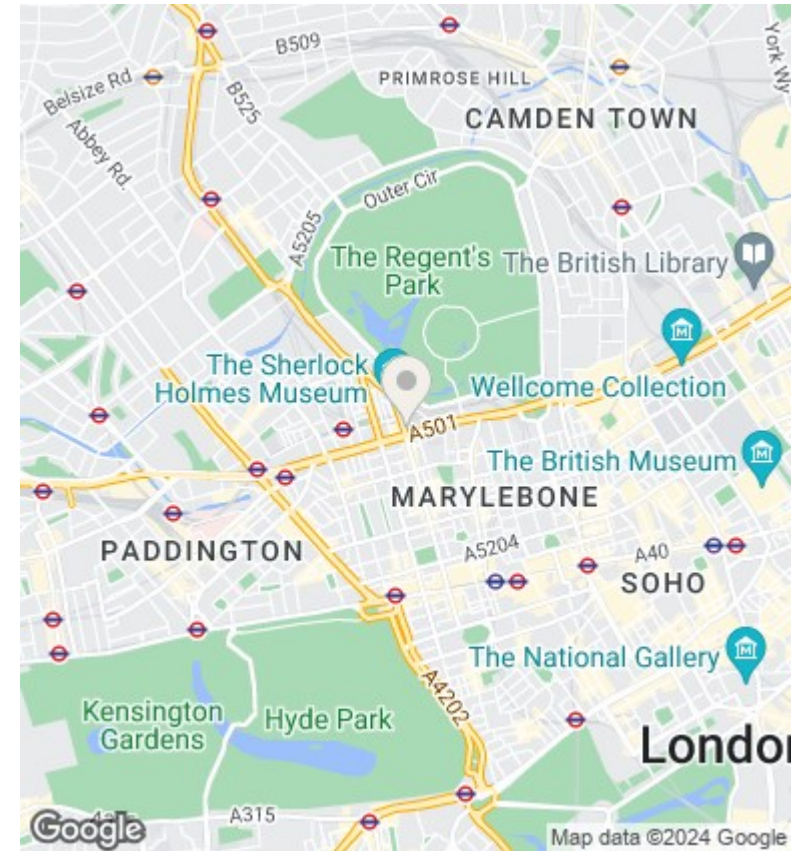 B509
York Wy
PRIMROSE HILL
Belsize Rd
B525
CAMDEN TOWN
Abbey Rd.
Outer Cir
A5205
The Regent's
Park
The British Library
The Sherlock
Holmes Museum
Wellcome Collection
A501
The British Museum
MARYLEBONE
PADDINGTON
A5204
A40
SOHO
The National Gallery
A4202
Kensington
Gardens
Hyde Park
London
A315
Google
Map data ©2024 Google